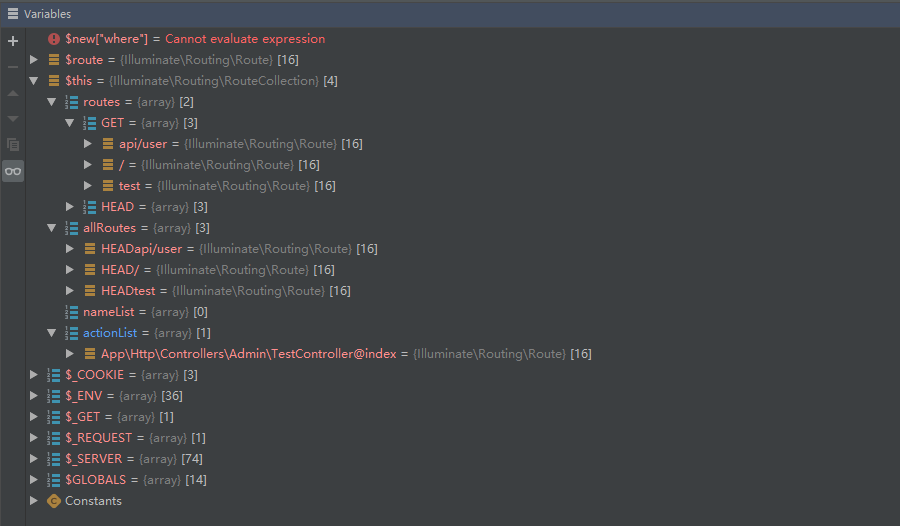 Variables
$new["where"] = Cannot evaluate expression
$route = {Illuminate\Routing\Route} [16]
$this = {Illuminate\Routing\RouteCollection} [4]
routes = {array} [2]
GET = {array} [3]
api/user = {Illuminate\Routing\Route} [16]
/ = {Illuminate\Routing\Route} [16]
test = {Illuminate\Routing\Route} [16]
HEAD = {array} [3]
allRoutes = {array} [3]
HEADapi/user = {Illuminate\Routing\Route} [16]
HEAD/ = {Illuminate\Routing\Route} [16]
HEADtest = {Illuminate\Routing\Route} [16]
nameList = {array} [0]
actionList = {array} [1]
App\Http\Controllers\Admin\TestController@index = {Illuminate\Routing\Route} [16]
$_COOKIE = {array} [3]
$_ENV = {array} [36]
$_GET = {array} [1]
$_REQUEST = {array} [1]
$_SERVER = {array} [74]
$GLOBALS = {array} [14]
Constants